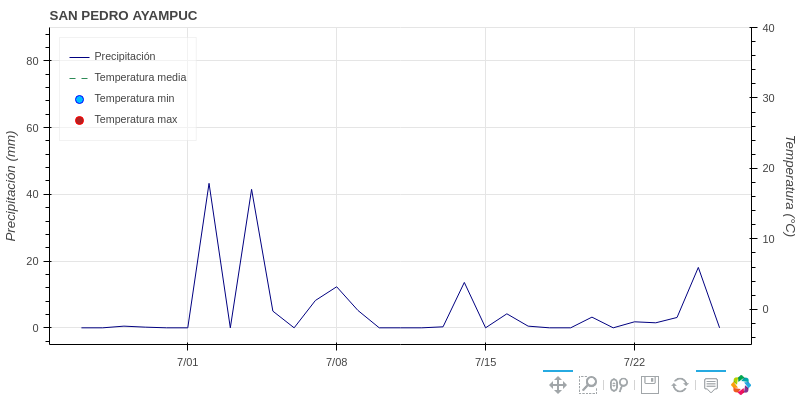 SAN PEDRO AYAMPUC
Precipitación
Temperatura media
Temperatura min
Temperatura max
Precipitación (mm)
80
60
40
20
0
Temperatura (°C)
40
30
20
10
0
7/01 7/08 7/15 7/22